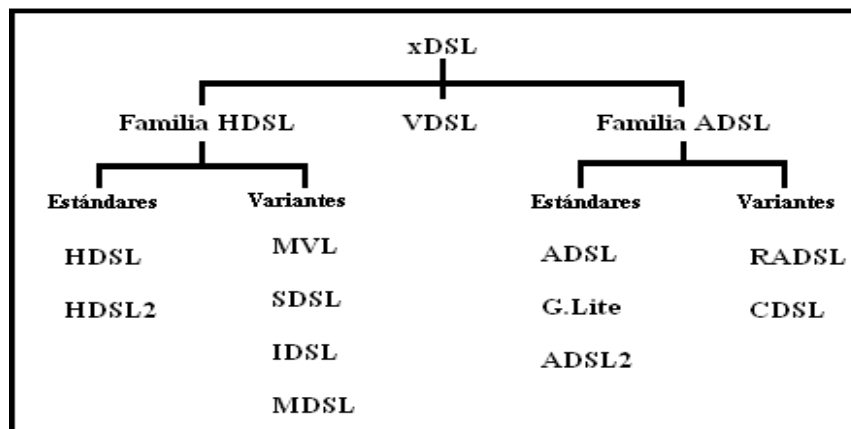 xDSL
Familia HDSL VDSL Familia ADSL
Estándares Variantes Estándares Variantes
HDSL MVL ADSL RADSL
HDSL2 SDSL G.Lite CDSL
IDSL ADSL2
MDSL